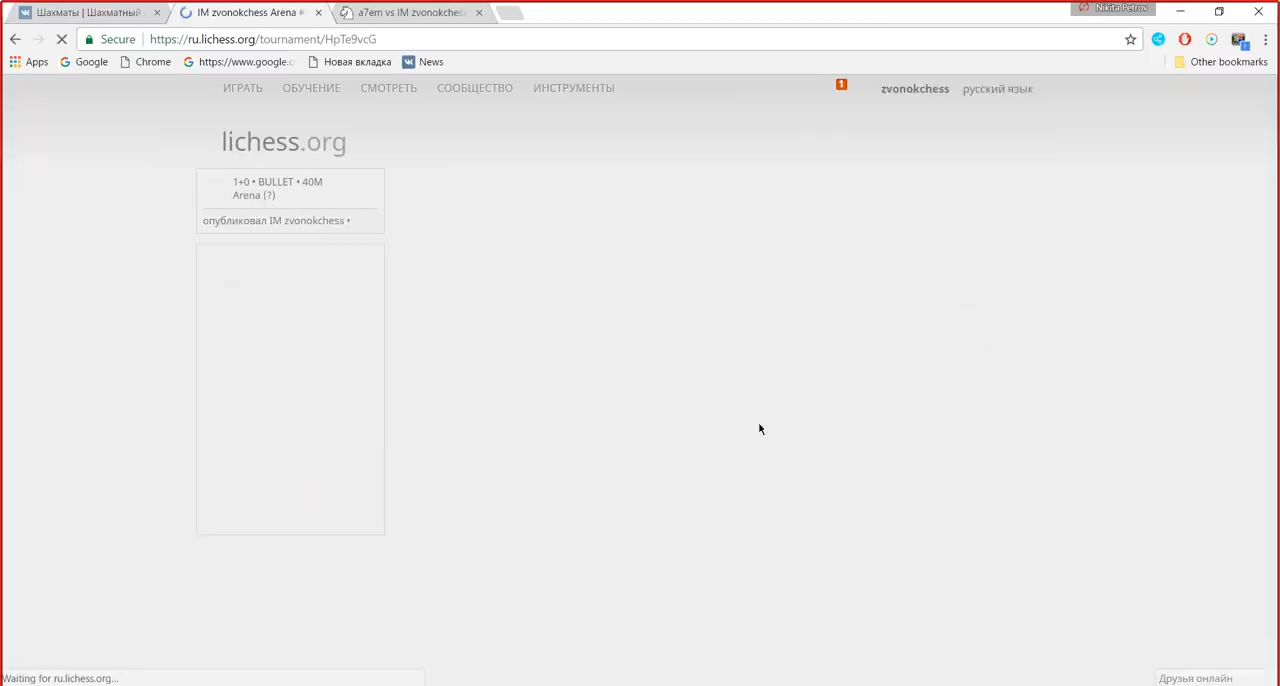 Шахматы | Шахматный
IM zvonokchess Arena
a7em vs IM zvonokchess
Nikita Petrov
Secure
https://ru.lichess.org/tournament/HpTe9vcG
Apps
Google
Chrome
https://www.google.c
Новая вкладка
News
Other bookmarks
ИГРАТЬ
ОБУЧЕНИЕ
СМОТРЕТЬ
СООБЩЕСТВО
ИНСТРУМЕНТЫ
1
zvonokchess
русский язык
lichess.org
1+0 • BULLET • 40M
Arena (?)
опубликовал IM zvonokchess •
Waiting for ru.lichess.org...
Друзья онлайн